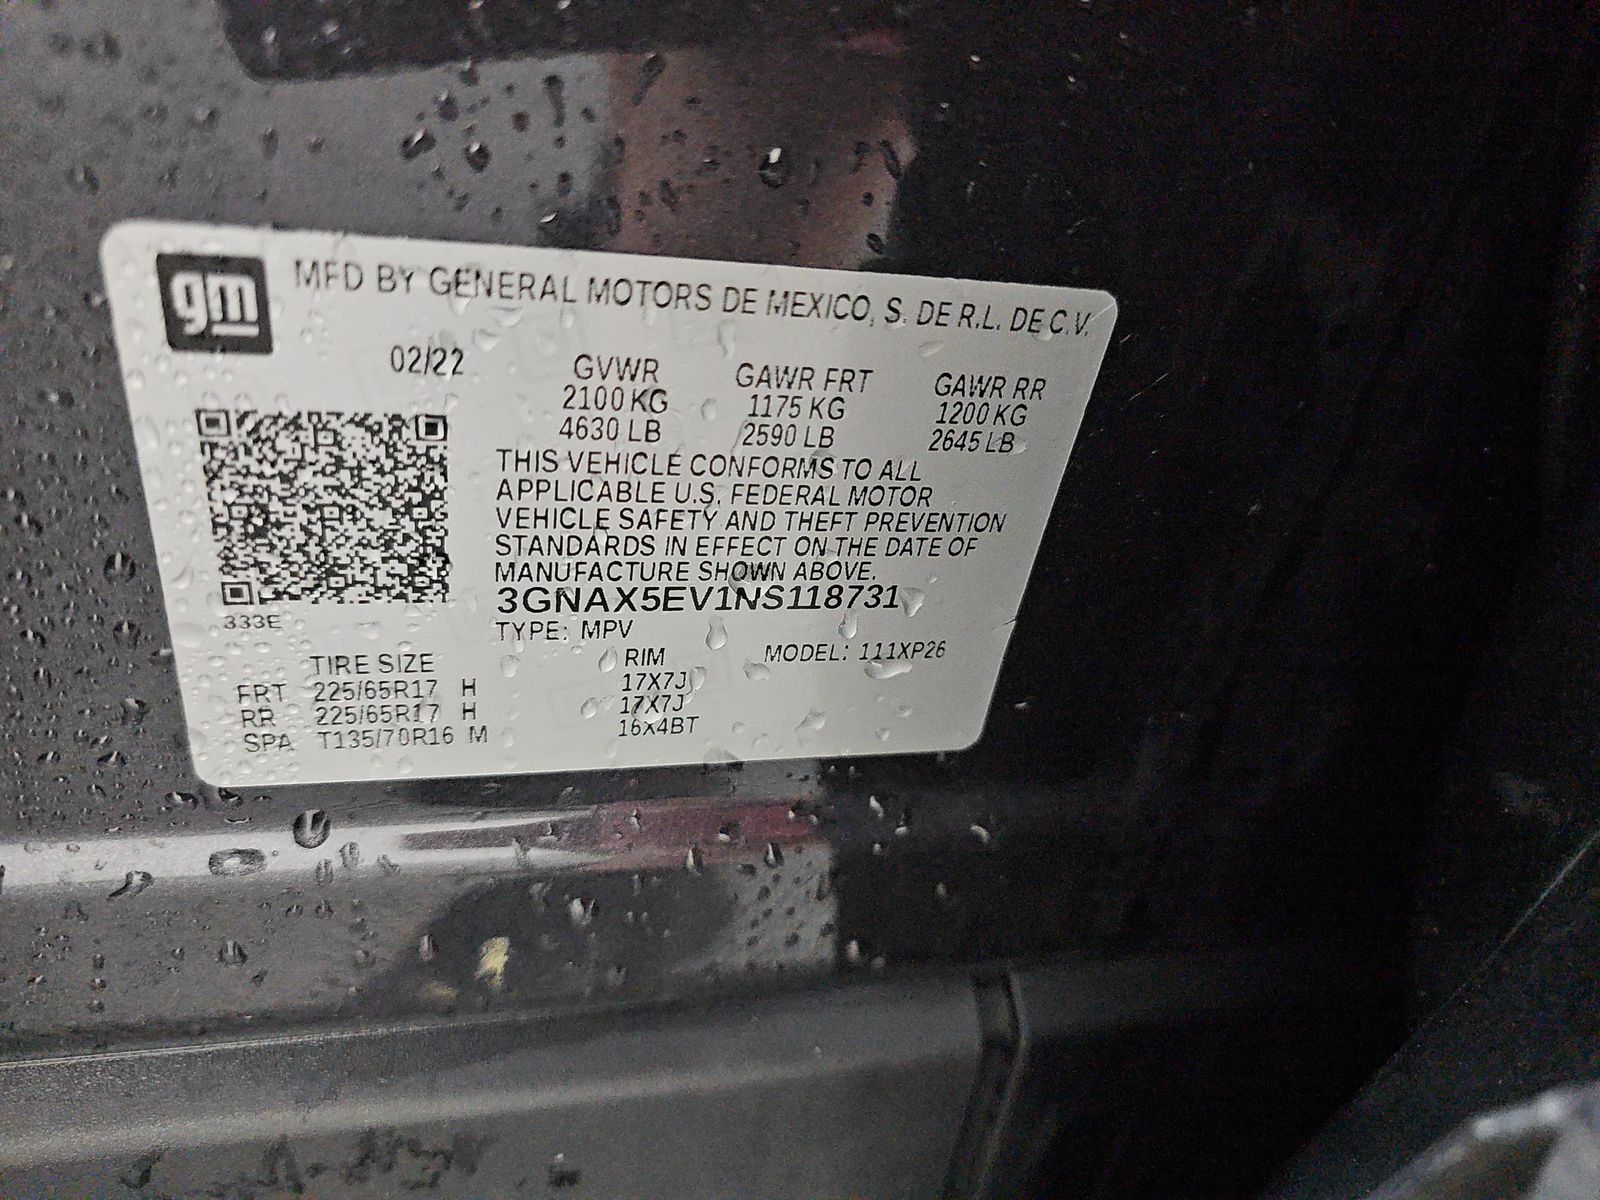 gm MFD BY GENERAL MOTORS DE MEXICO, S. DE R.L. DE C.V.
02/22 GVWR GAWR FRT GAWR RR
2100 KG 1175 KG 1200 KG
4630 LB 2590 LB 2645 LB
THIS VEHICLE CONFORMS TO ALL
APPLICABLE U.S. FEDERAL MOTOR
VEHICLE SAFETY AND THEFT PREVENTION
STANDARDS IN EFFECT ON THE DATE OF
MANUFACTURE SHOWN ABOVE.
3GNAX5EV1NS118731
333E
TYPE: MPV
TIRE SIZE RIM MODEL: 111XP26
FRT 225/65R17 H 17X7J
RR 225/65R17 H 17X7J
SPA T135/70R16 M 16x4BT